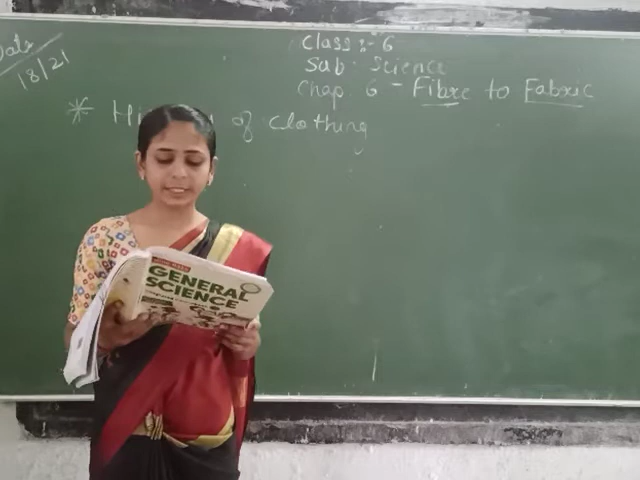 Date
18/21
Class :- 6
Sub : Science
Chap. 6 - Fibre to Fabric
* of clothing
GENERAL
SCIENCE